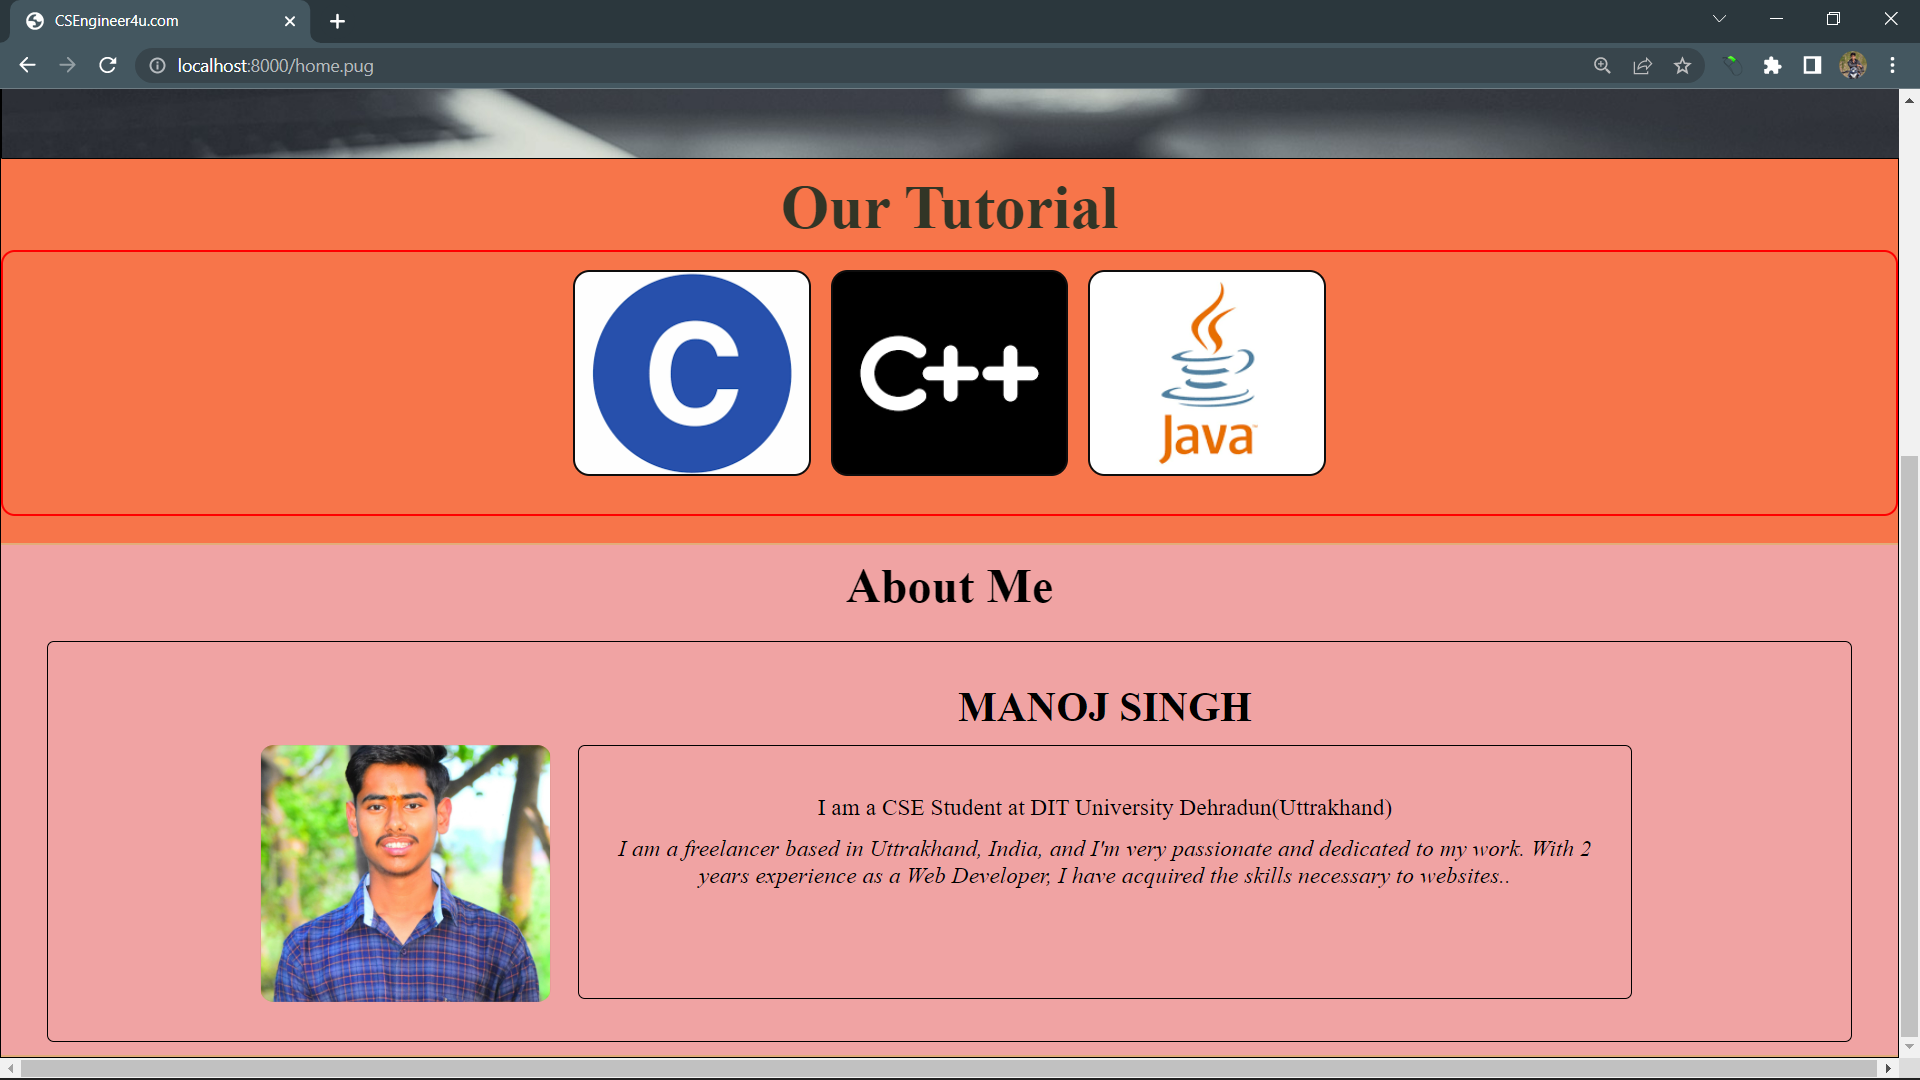 CSEngineer4u.com
localhost:8000/home.pug
Our Tutorial
C
C++
Java
About Me
MANOJ SINGH
I am a CSE Student at DIT University Dehradun(Uttrakhand)
I am a freelancer based in Uttrakhand, India, and I'm very passionate and dedicated to my work. With 2
years experience as a Web Developer, I have acquired the skills necessary to websites..